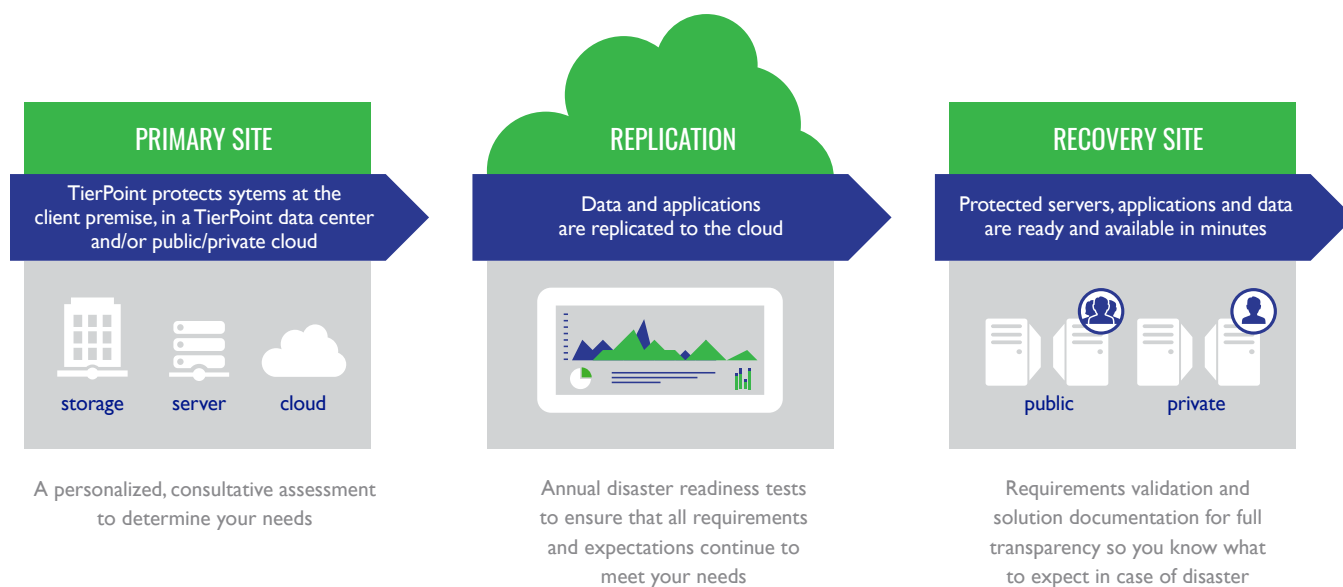 PRIMARY SITE
TierPoint protects sytems at the
client premise, in a TierPoint data center
and/or public/private cloud
storage
server
cloud
A personalized, consultative assessment
to determine your needs
REPLICATION
Data and applications
are replicated to the cloud
Annual disaster readiness tests
to ensure that all requirements
and expectations continue to
meet your needs
RECOVERY SITE
Protected servers, applications and data
are ready and available in minutes
public
private
Requirements validation and
solution documentation for full
transparency so you know what
to expect in case of disaster